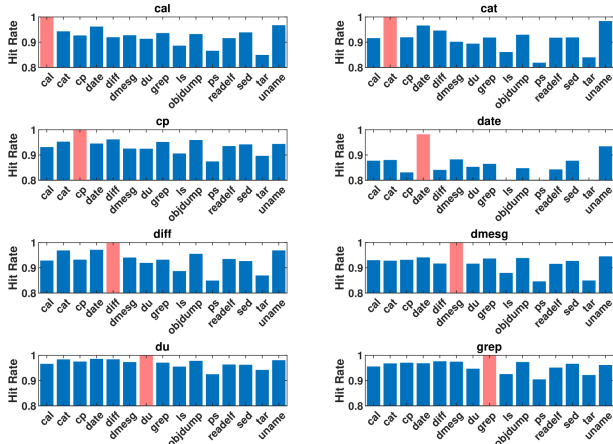 cal
Hit Rate
1
0.9
0.8
cal cat cp date diff dmesg du grep ls objdump ps readelf sed tar uname
cat
Hit Rate
1
0.9
0.8
cal cat cp date diff dmesg du grep ls objdump ps readelf sed tar uname
cp
Hit Rate
1
0.9
0.8
cal cat cp date diff dmesg du grep ls objdump ps readelf sed tar uname
date
Hit Rate
1
0.9
0.8
cal cat cp date diff dmesg du grep ls objdump ps readelf sed tar uname
diff
Hit Rate
1
0.9
0.8
cal cat cp date diff dmesg du grep ls objdump ps readelf sed tar uname
dmesg
Hit Rate
1
0.9
0.8
cal cat cp date diff dmesg du grep ls objdump ps readelf sed tar uname
du
Hit Rate
1
0.9
0.8
cal cat cp date diff dmesg du grep ls objdump ps readelf sed tar uname
grep
Hit Rate
1
0.9
0.8
cal cat cp date diff dmesg du grep ls objdump ps readelf sed tar uname